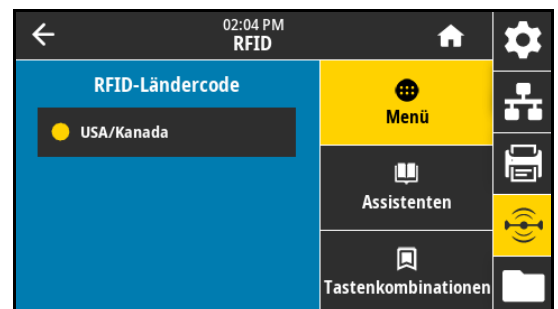 02:04 PM
RFID
RFID-Ländercode
USA/Kanada
Menü
Assistenten
Tastenkombinationen